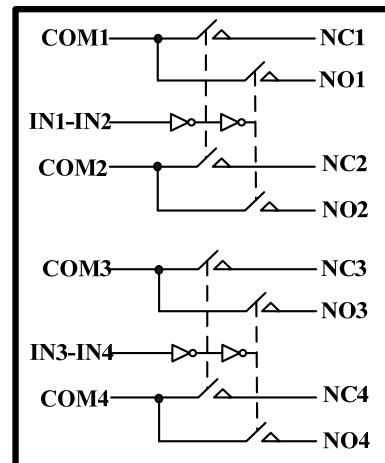 COM1 NC1
NO1
IN1-IN2
COM2 NC2
NO2
COM3 NC3
NO3
IN3-IN4
COM4 NC4
NO4